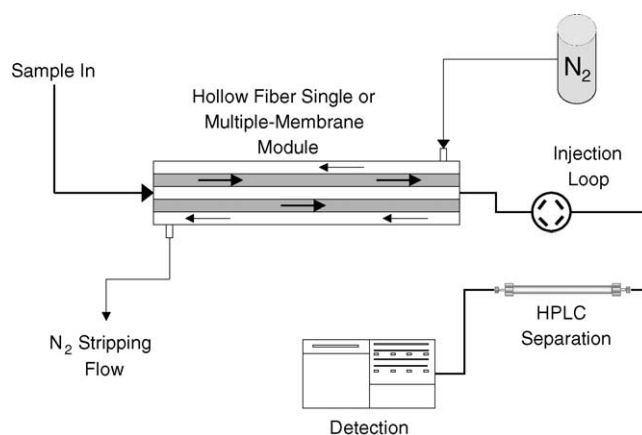 Sample In
Hollow Fiber Single or
Multiple-Membrane
Module
N2
Injection
Loop
HPLC
Separation
N2 Stripping
Flow
Detection